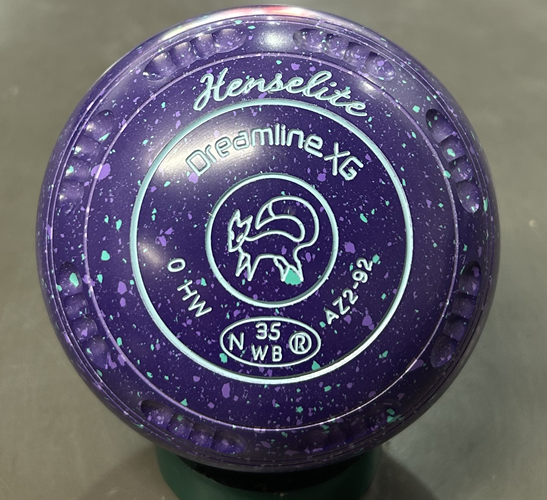 Henselite
Dreamline XG
0 HW
AZ2-92
N 35 ®
WB